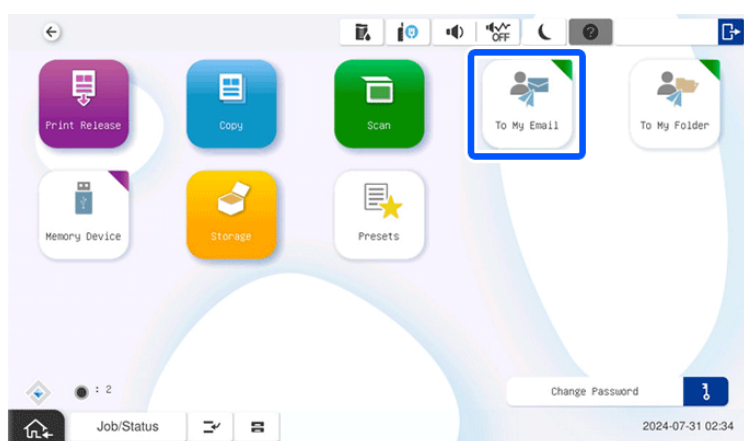 OFF
?
Print Release
Copy
Scan
To My Email
To My Folder
Memory Device
Storage
Presets
: 2
Change Password
Job/Status
2024-07-31 02:34